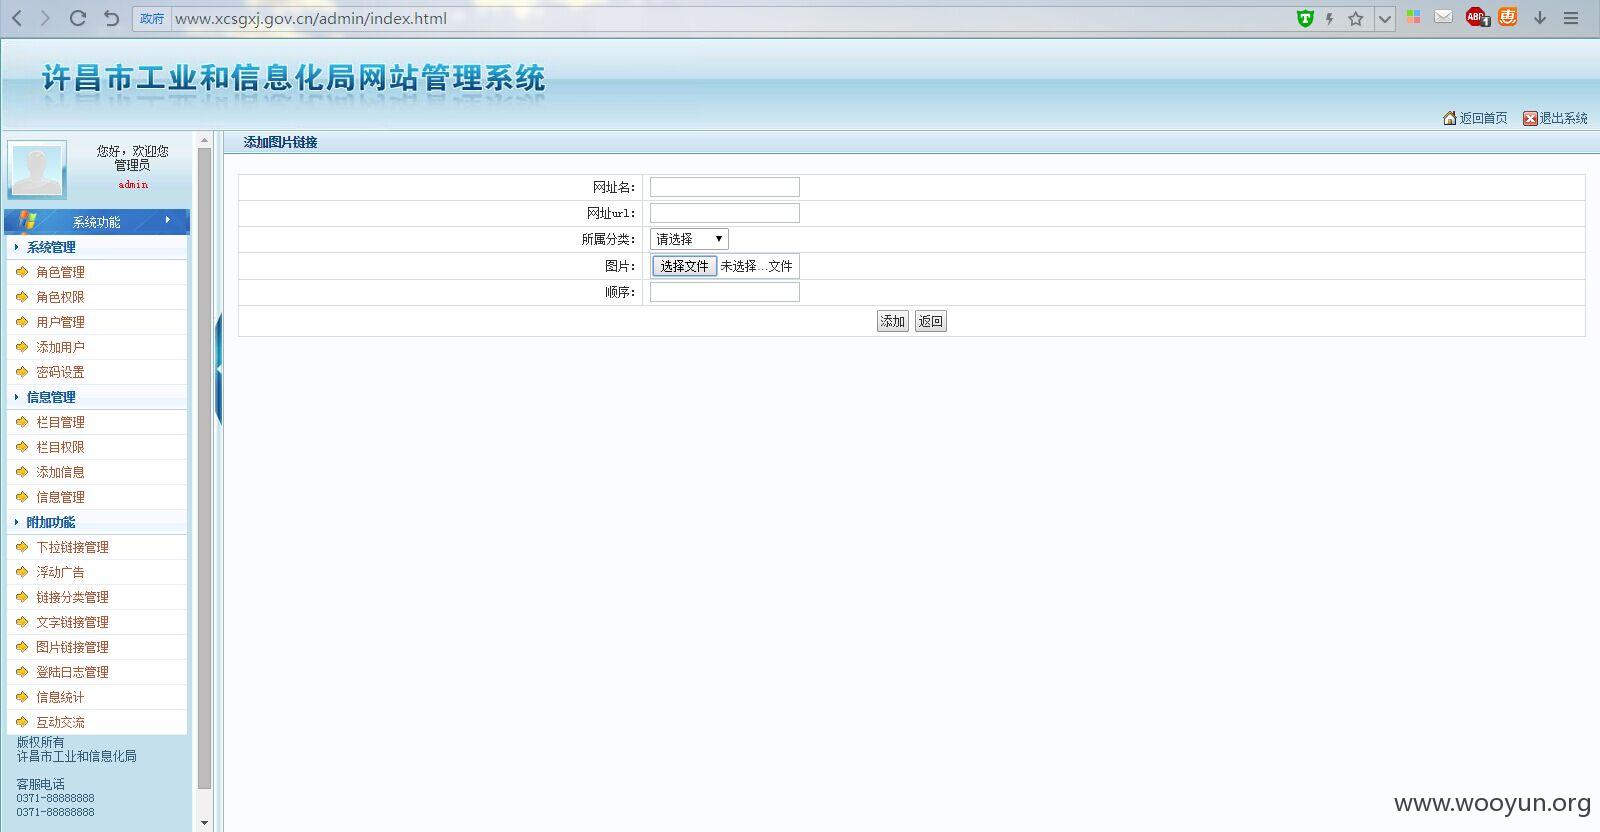 政府 www.xcsgxj.gov.cn/admin/index.html
ABP 1 惠
许昌市工业和信息化局网站管理系统
返回首页 退出系统
您好，欢迎您
管理员
admin
系统功能
系统管理
角色管理
角色权限
用户管理
添加用户
密码设置
信息管理
栏目管理
栏目权限
添加信息
信息管理
附加功能
下拉链接管理
浮动广告
链接分类管理
文字链接管理
图片链接管理
登陆日志管理
信息统计
互动交流
版权所有
许昌市工业和信息化局
客服电话
0371-88888888
0371-88888888
添加图片链接
网址名：
网址url：
所属分类： 请选择
图片： 选择文件 未选择...文件
顺序：
添加 返回
www.wooyun.org